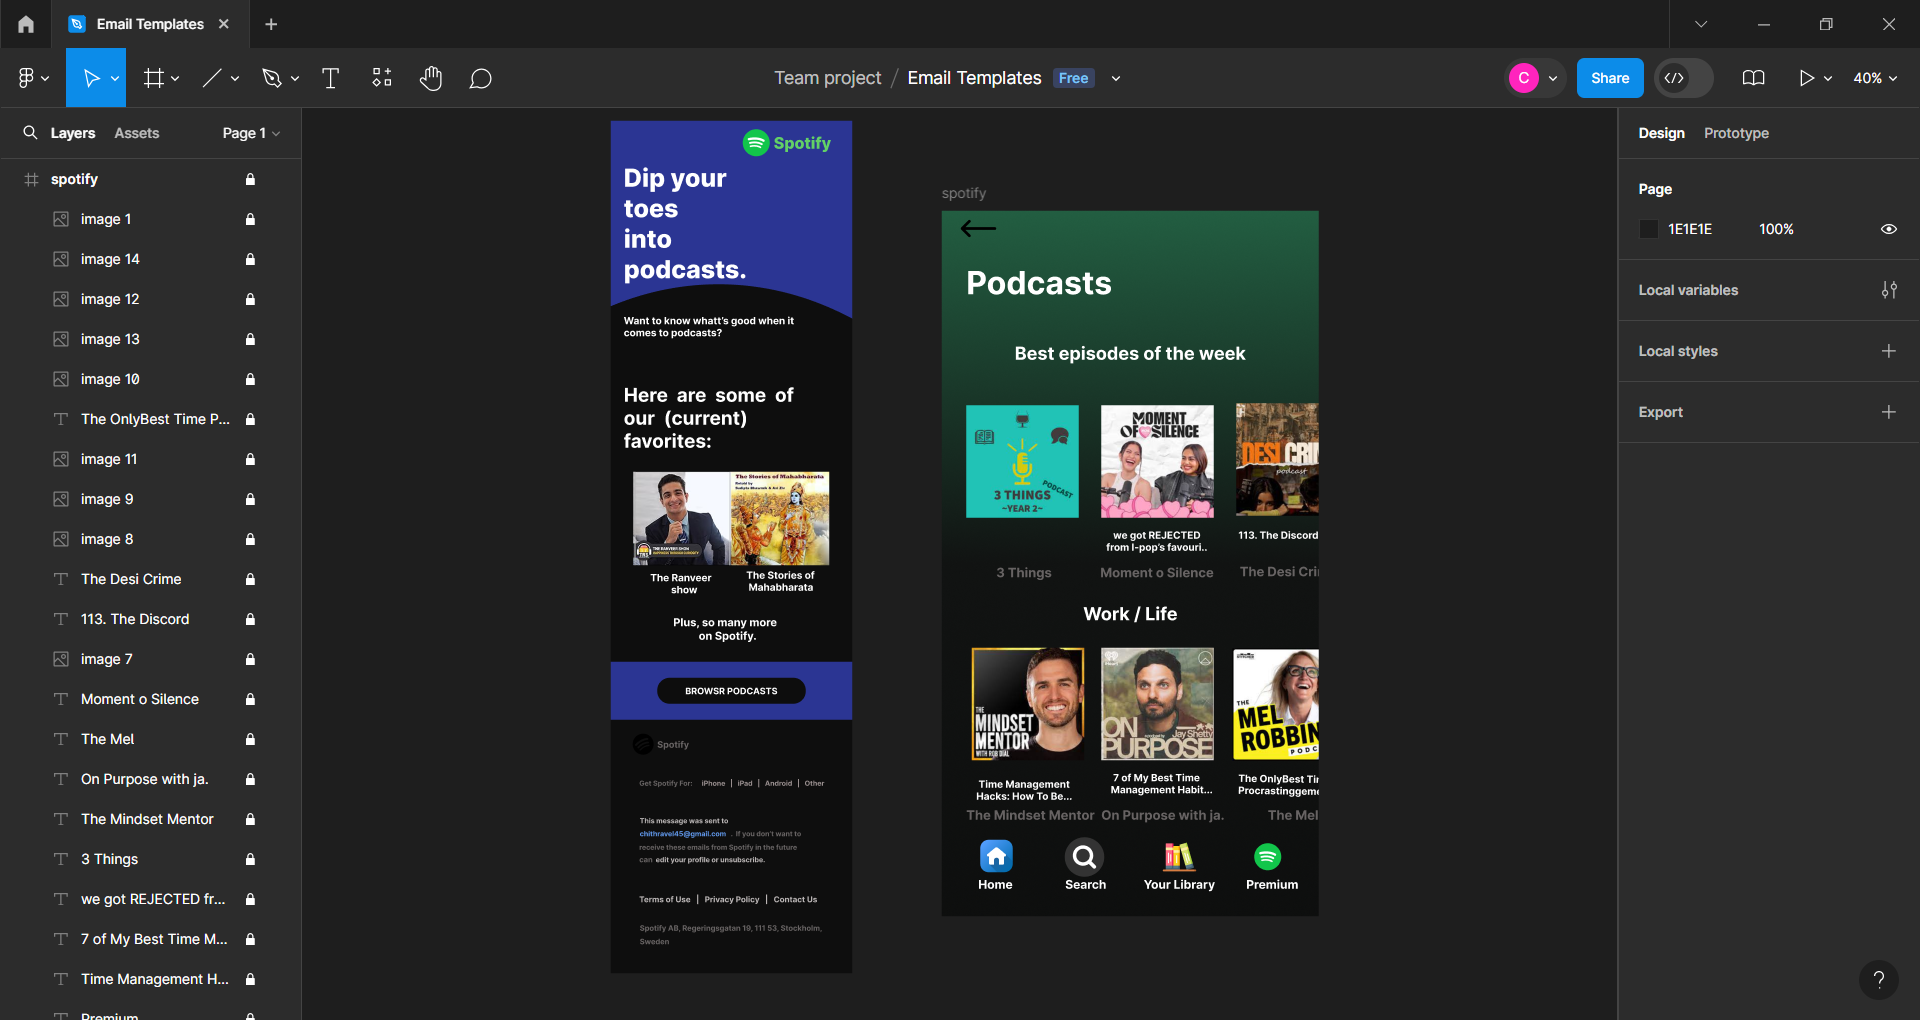 Email Templates
Team project / Email Templates Free
C
Share
40%
Layers Assets Page 1
spotify
image 1
image 14
image 12
image 13
image 10
The OnlyBest Time P...
image 11
image 9
image 8
The Desi Crime
113. The Discord
image 7
Moment o Silence
The Mel
On Purpose with ja.
The Mindset Mentor
3 Things
we got REJECTED fr...
7 of My Best Time M...
Time Management H...
Premium
Spotify
Dip your
toes
into
podcasts.
Want to know whatt's good when it
comes to podcasts?
Here are some of
our (current)
favorites:
THE RANVEER SHOW
The Stories of Mahabharata
The Ranveer
show
The Stories of
Mahabharata
Plus, so many more
on Spotify.
BROWSR PODCASTS
Spotify
Get Spotify For: iPhone | iPad | Android | Other
This message was sent to
chithravel45@gmail.com . If you don't want to
receive these emails from Spotify in the future
can edit your profile or unsubscribe.
Terms of Use | Privacy Policy | Contact Us
Spotify AB, Regeringsgatan 19, 111 53, Stockholm,
Sweden
spotify
Podcasts
Best episodes of the week
3 THINGS
PODCAST
~YEAR 2~
MOMENT
OF SILENCE
DESI CRIM
podcast
we got REJECTED
from I-pop's favouri..
113. The Discord
3 Things
Moment o Silence
The Desi Cri
Work / Life
THE
MINDSET
MENTOR
WITH ROB DIAL
ON
PURPOSE
Jay Shetty
THE
MEL
ROBBIN
PODC
Time Management
Hacks: How To Be...
7 of My Best Time
Management Habit...
The OnlyBest Ti
Procrastinggeme
The Mindset Mentor
On Purpose with ja.
The Mel
Home
Search
Your Library
Premium
Design Prototype
Page
1E1E1E 100%
Local variables
Local styles
Export
?